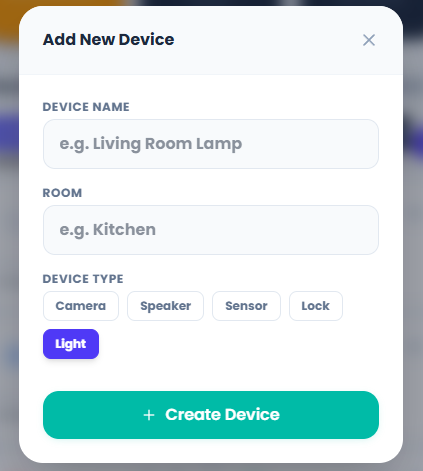 Add New Device
DEVICE NAME
e.g. Living Room Lamp
ROOM
e.g. Kitchen
DEVICE TYPE
Camera Speaker Sensor Lock
Light
+ Create Device